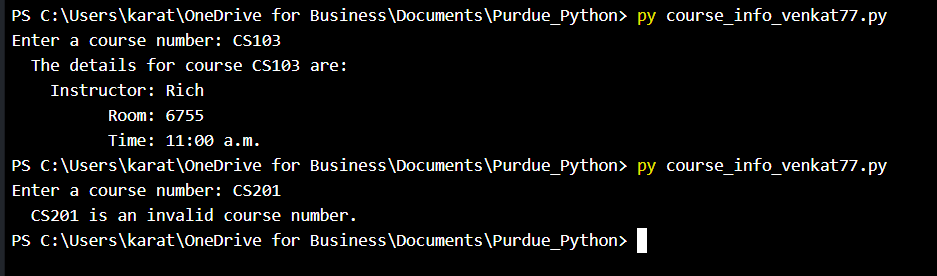 PS C:\Users\karat\OneDrive for Business\Documents\Purdue_Python> py course_info_venkat77.py
Enter a course number: CS103
  The details for course CS103 are:
    Instructor: Rich
          Room: 6755
          Time: 11:00 a.m.
PS C:\Users\karat\OneDrive for Business\Documents\Purdue_Python> py course_info_venkat77.py
Enter a course number: CS201
  CS201 is an invalid course number.
PS C:\Users\karat\OneDrive for Business\Documents\Purdue_Python>